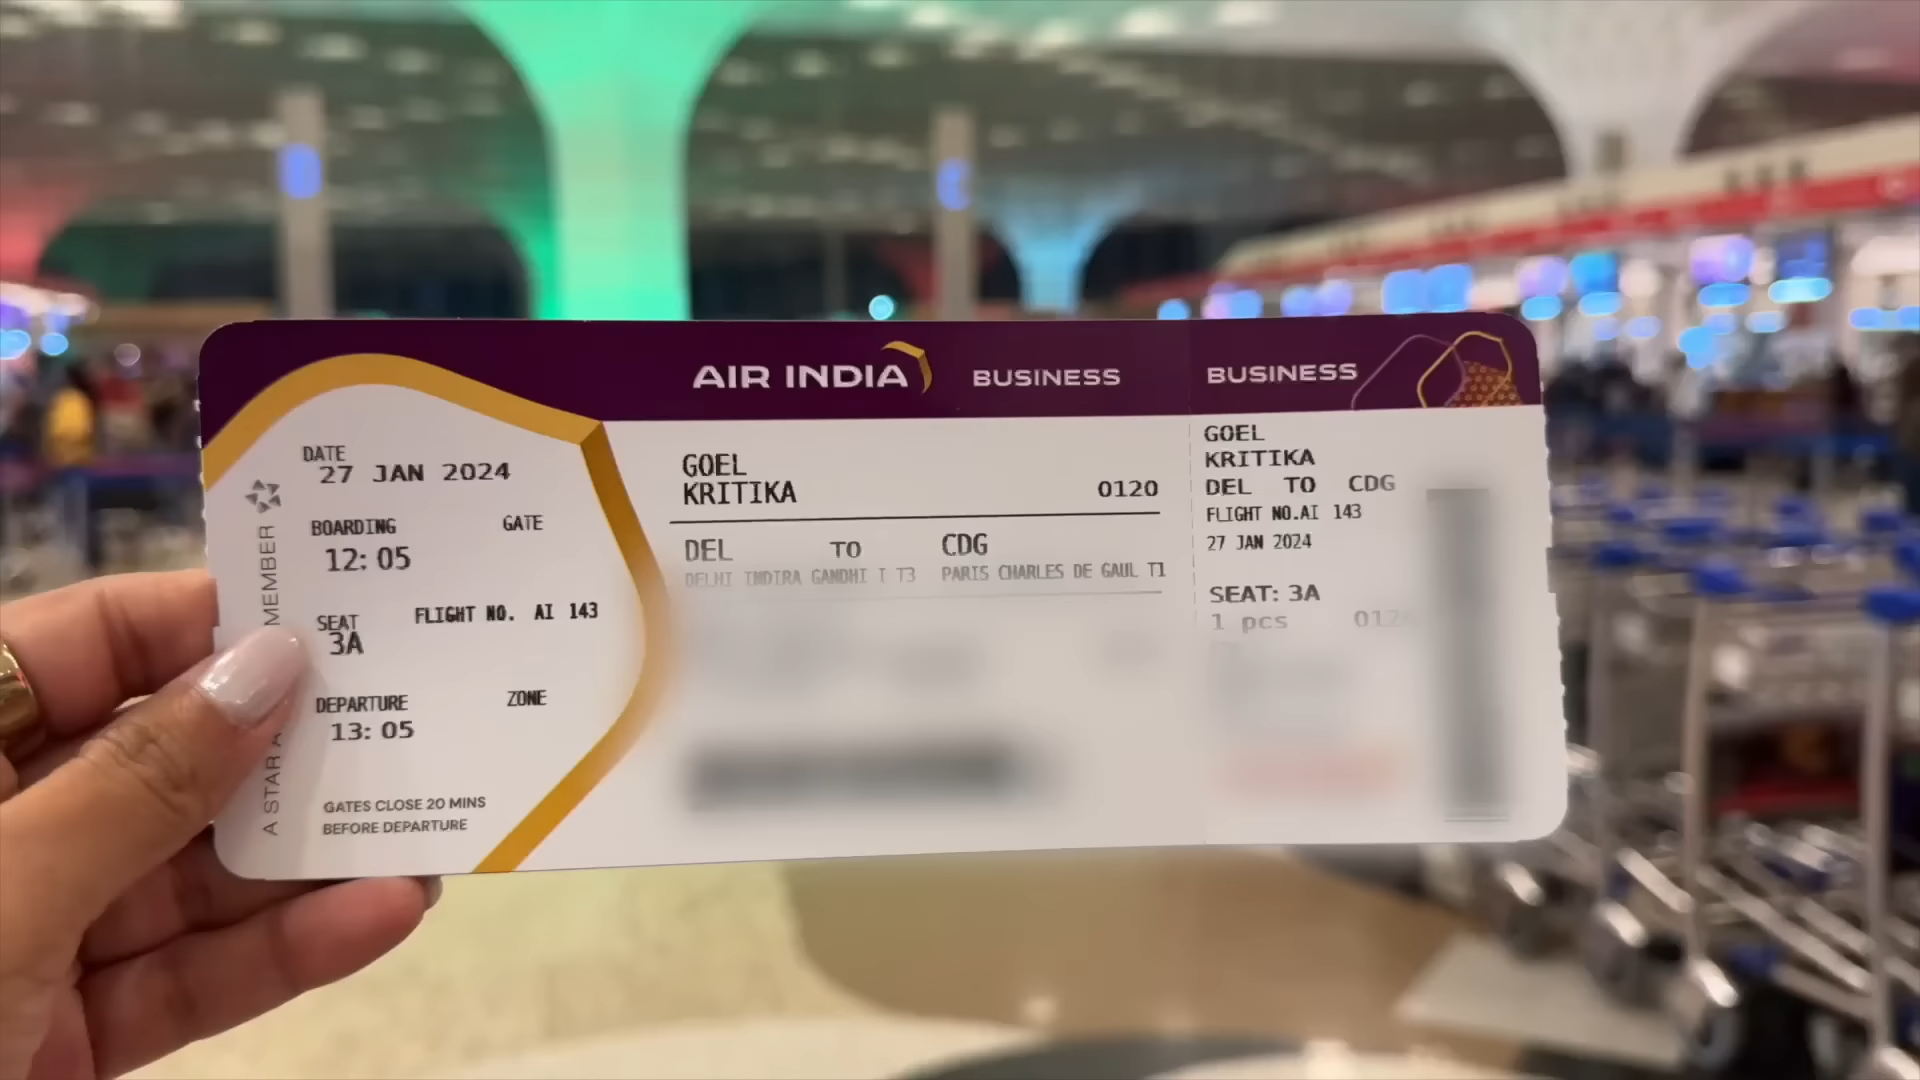 AIR INDIA BUSINESS
DATE
27 JAN 2024
BOARDING GATE
12:05
SEAT FLIGHT NO. AI 143
3A
DEPARTURE ZONE
13:05
GATES CLOSE 20 MINS
BEFORE DEPARTURE
A STAR A MEMBER
GOEL
KRITIKA 0120
DEL TO CDG
DELHI INDIRA GANDHI I T3 PARIS CHARLES DE GAUL T1
BUSINESS
GOEL
KRITIKA
DEL TO CDG
FLIGHT NO.AI 143
27 JAN 2024
SEAT: 3A
1 pcs